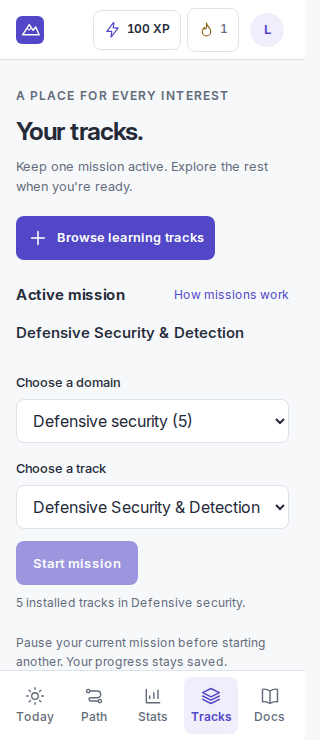 100 XP
1
L
A PLACE FOR EVERY INTEREST
Your tracks.
Keep one mission active. Explore the rest
when you're ready.
Browse learning tracks
Active mission
How missions work
Defensive Security & Detection
Choose a domain
Defensive security (5)
Choose a track
Defensive Security & Detection
Start mission
5 installed tracks in Defensive security.
Pause your current mission before starting
another. Your progress stays saved.
Today
Path
Stats
Tracks
Docs